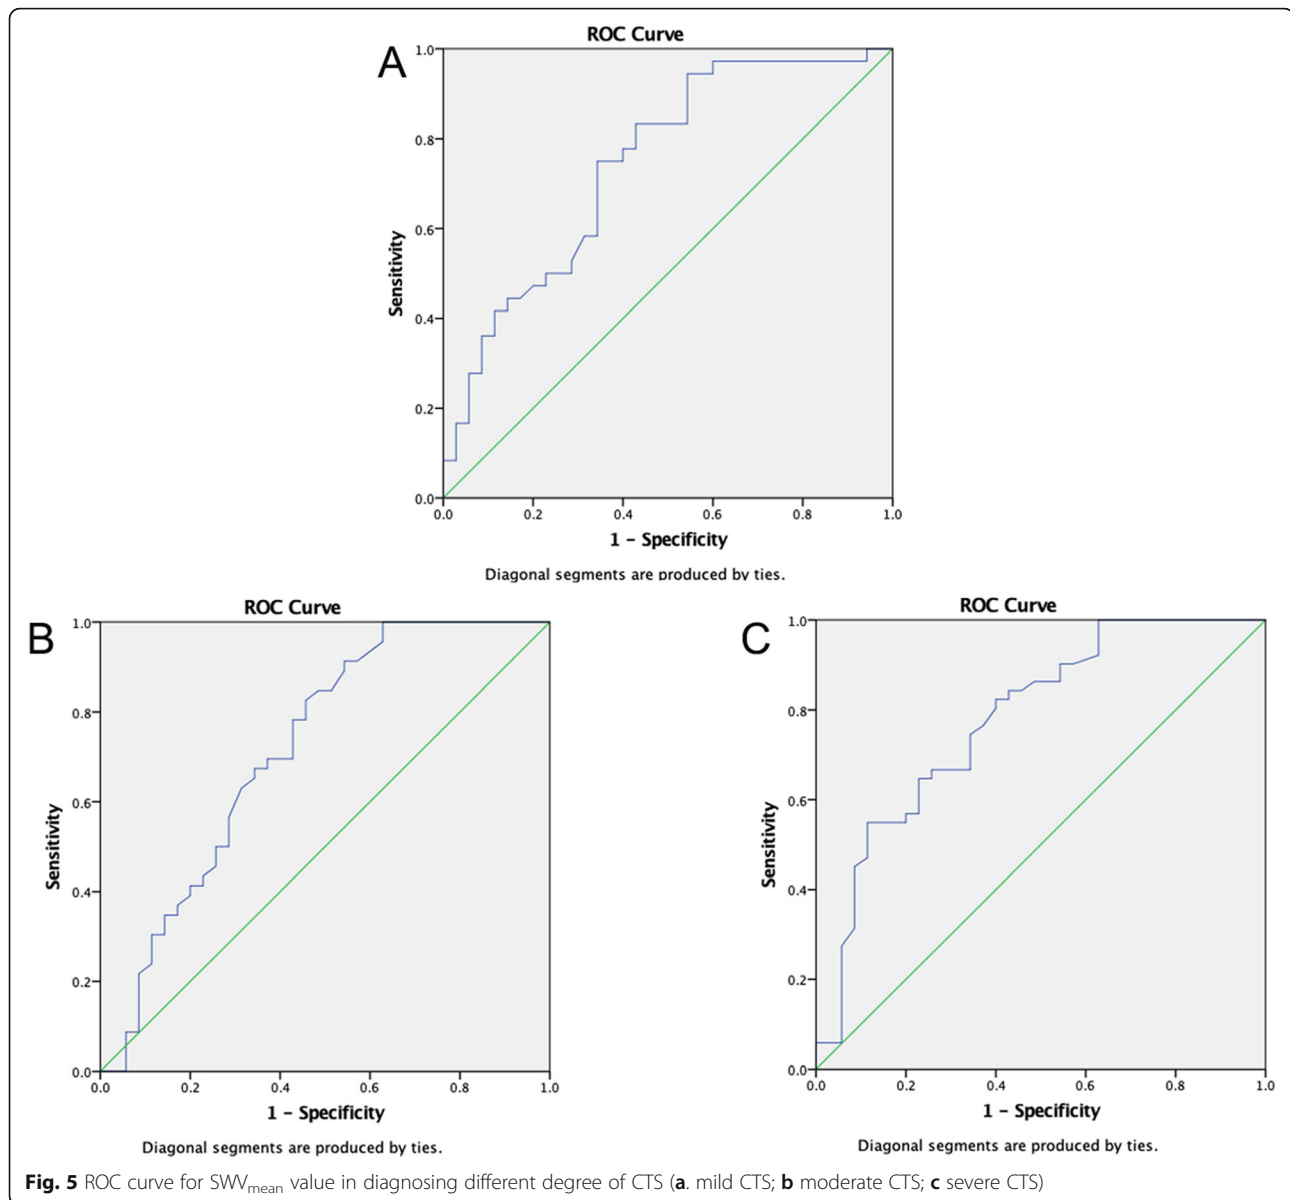 ROC Curve
A
1.0
0.8
0.6
0.4
0.2
0.0
Sensitivity
0.0 0.2 0.4 0.6 0.8 1.0
1 – Specificity
Diagonal segments are produced by ties.
ROC Curve
B
1.0
0.8
0.6
0.4
0.2
0.0
Sensitivity
0.0 0.2 0.4 0.6 0.8 1.0
1 – Specificity
Diagonal segments are produced by ties.
ROC Curve
C
1.0
0.8
0.6
0.4
0.2
0.0
Sensitivity
0.0 0.2 0.4 0.6 0.8 1.0
1 – Specificity
Diagonal segments are produced by ties.
Fig. 5 ROC curve for SWVmean value in diagnosing different degree of CTS (a. mild CTS; b moderate CTS; c severe CTS)